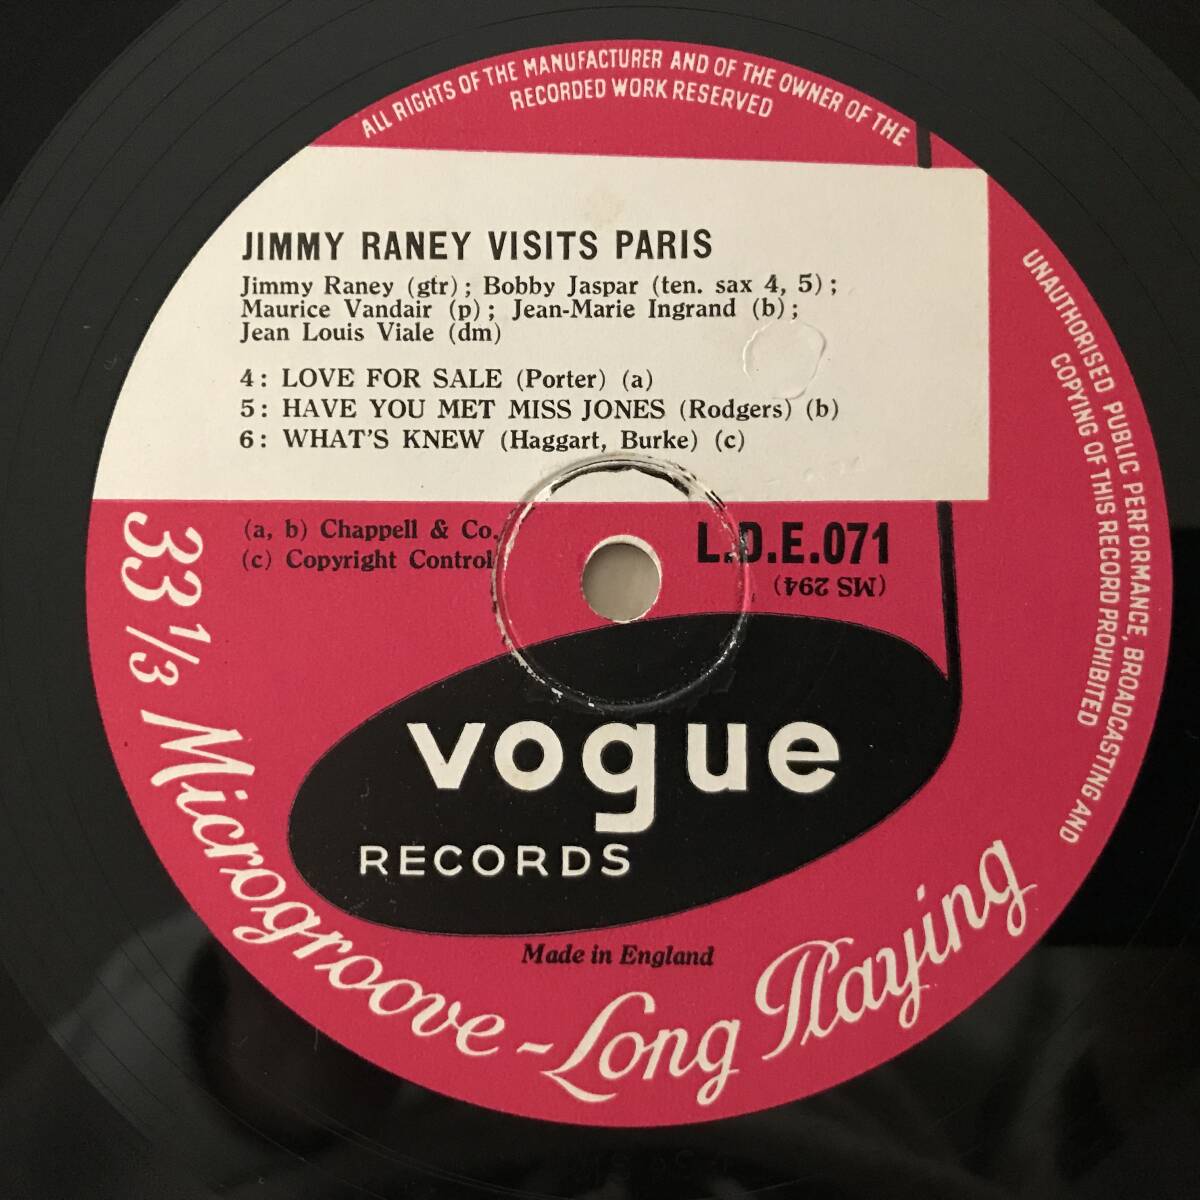 ALL RIGHTS OF THE MANUFACTURER AND OF THE OWNER OF THE
RECORDED WORK RESERVED
UNAUTHORISED PUBLIC PERFORMANCE, BROADCASTING AND
COPYING OF THIS RECORD PROHIBITED
JIMMY RANEY VISITS PARIS
Jimmy Raney (gtr); Bobby Jaspar (ten. sax 4, 5);
Maurice Vandair (p); Jean-Marie Ingrand (b);
Jean Louis Viale (dm)
4: LOVE FOR SALE (Porter) (a)
5: HAVE YOU MET MISS JONES (Rodgers) (b)
6: WHAT'S KNEW (Haggart, Burke) (c)
(a, b) Chappell & Co.
(c) Copyright Control
L.D.E.071
(MS 294)
vogue
RECORDS
Made in England
33 1/3 Microgroove - Long Playing